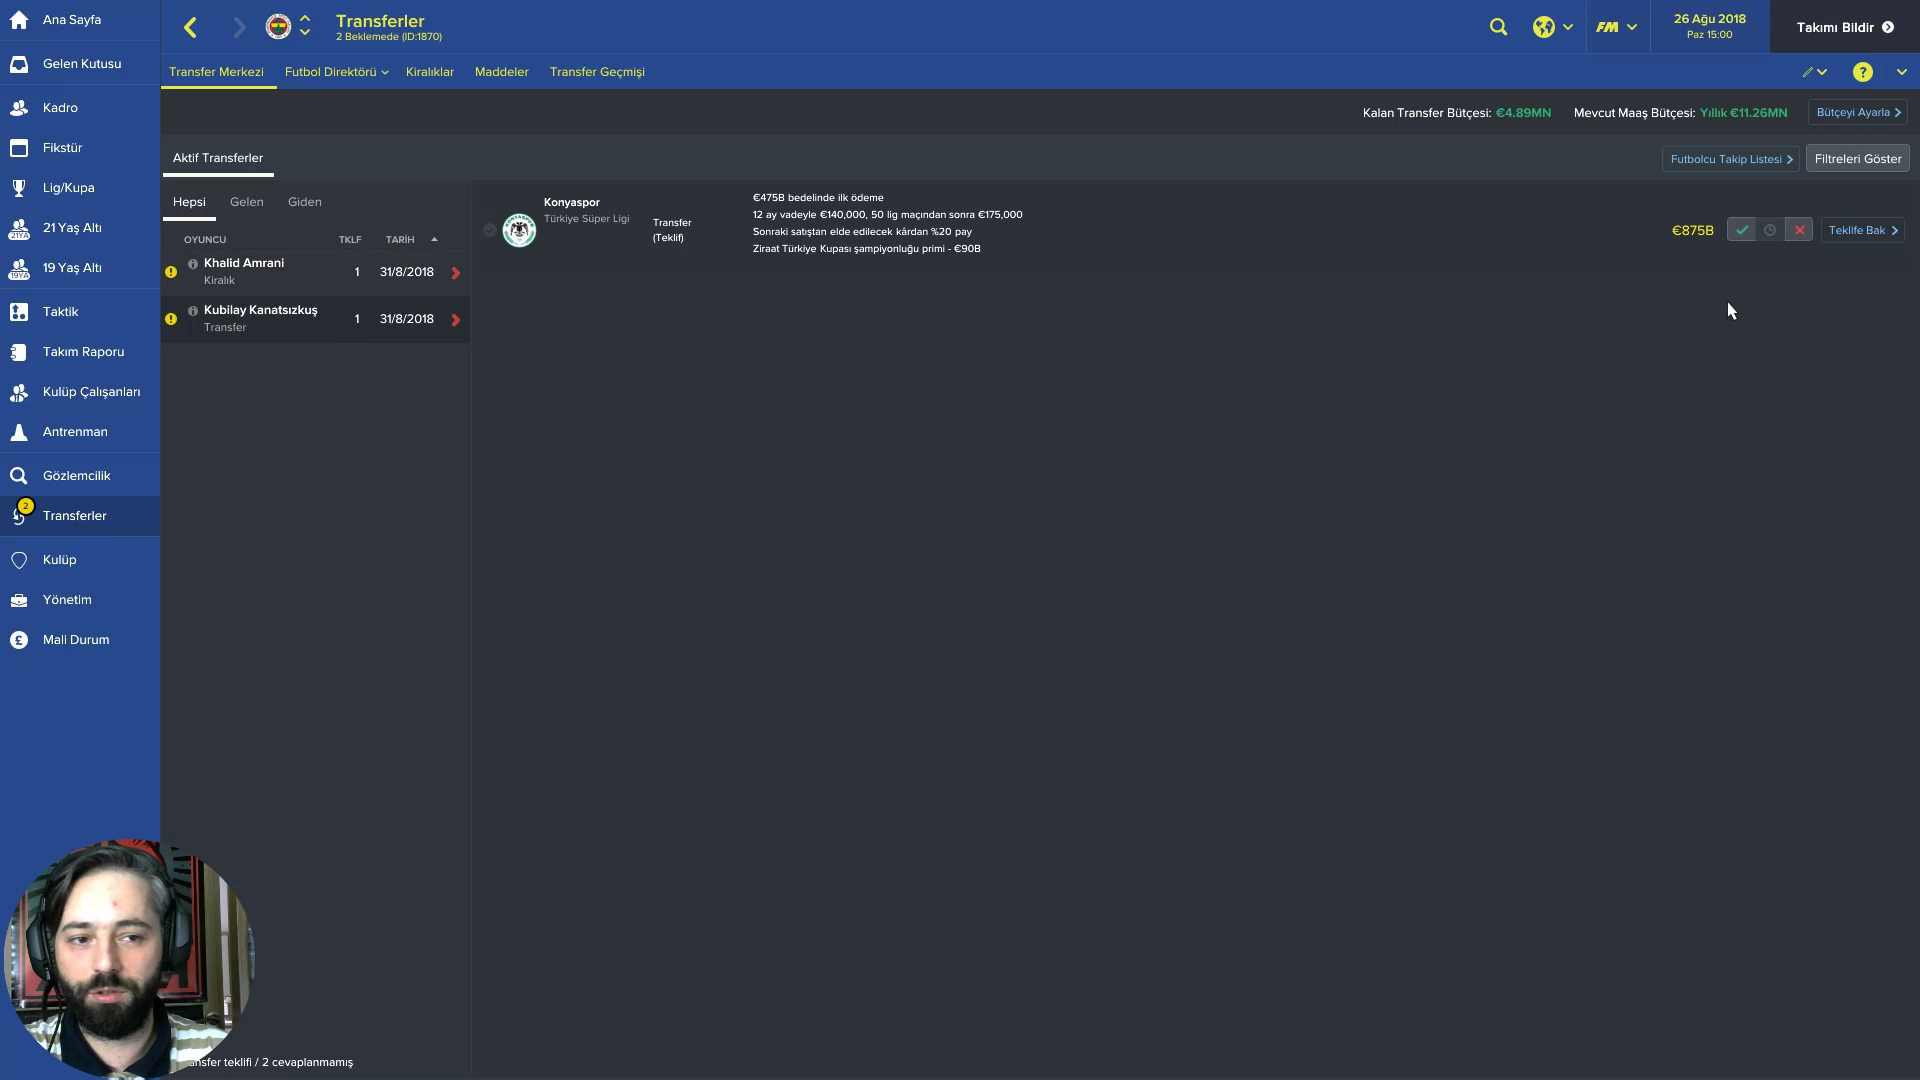 Ana Sayfa
Gelen Kutusu
Kadro
Fikstür
Lig/Kupa
21 Yaş Altı
21YA
19 Yaş Altı
19YA
Taktik
Takım Raporu
Kulüp Çalışanları
Antrenman
Gözlemcilik
2
Transferler
Kulüp
Yönetim
Mali Durum
Transferler
2 Beklemede (ID:1870)
FM
26 Ağu 2018
Paz 15:00
Takımı Bildir
Transfer Merkezi
Futbol Direktörü
Kiralıklar
Maddeler
Transfer Geçmişi
?
Kalan Transfer Bütçesi: €4.89MN
Mevcut Maaş Bütçesi: Yıllık €11.26MN
Bütçeyi Ayarla
Aktif Transferler
Futbolcu Takip Listesi
Filtreleri Göster
Hepsi
Gelen
Giden
OYUNCU
TKLF
TARİH
Khalid Amrani
Kiralık
1
31/8/2018
Kubilay Kanatsızkuş
Transfer
1
31/8/2018
Konyaspor
Türkiye Süper Ligi
Transfer
(Teklif)
€475B bedelinde ilk ödeme
12 ay vadeyle €140,000, 50 lig maçından sonra €175,000
Sonraki satıştan elde edilecek kârdan %20 pay
Ziraat Türkiye Kupası şampiyonluğu primi - €90B
€875B
Teklife Bak
teklifi / 2 cevaplanmamış